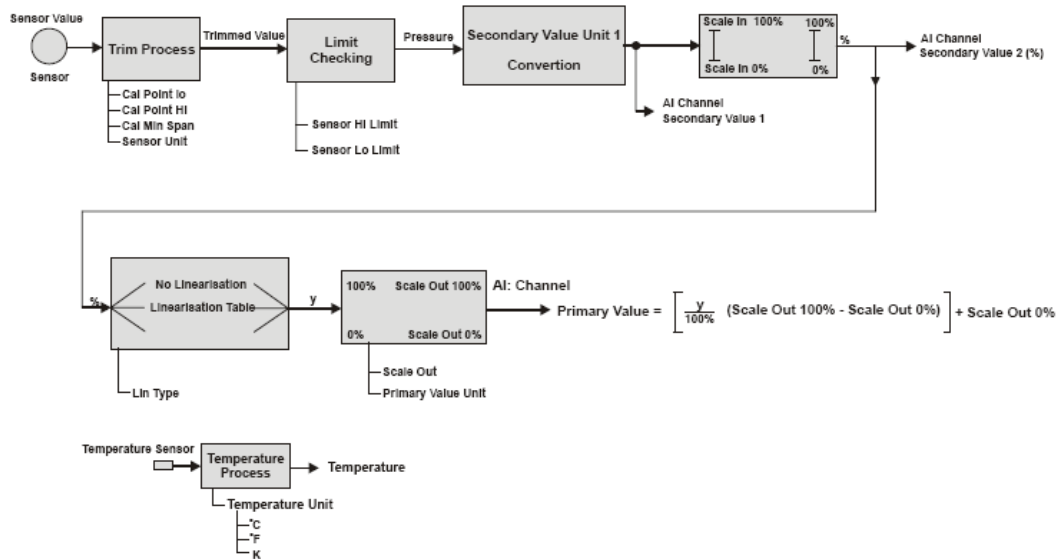 Sensor Value
Sensor
Trim Process
Cal Point lo
Cal Point Hi
Cal Min Span
Sensor Unit
Trimmed Value
Limit
Checking
Sensor Hi Limit
Sensor Lo Limit
Pressure
Secondary Value Unit 1
Convertion
AI Channel
Secondary Value 1
Scale In 100% 100%
Scale In 0% 0%
%
AI Channel
Secondary Value 2 (%)
%
No Linearisation
Linearisation Table
Lin Type
y
100% Scale Out 100%
0% Scale Out 0%
Scale Out
Primary Value Unit
AI: Channel
Primary Value = [ y/100% (Scale Out 100% - Scale Out 0%) ] + Scale Out 0%
Temperature Sensor
Temperature
Process
Temperature
Temperature Unit
°C
°F
K